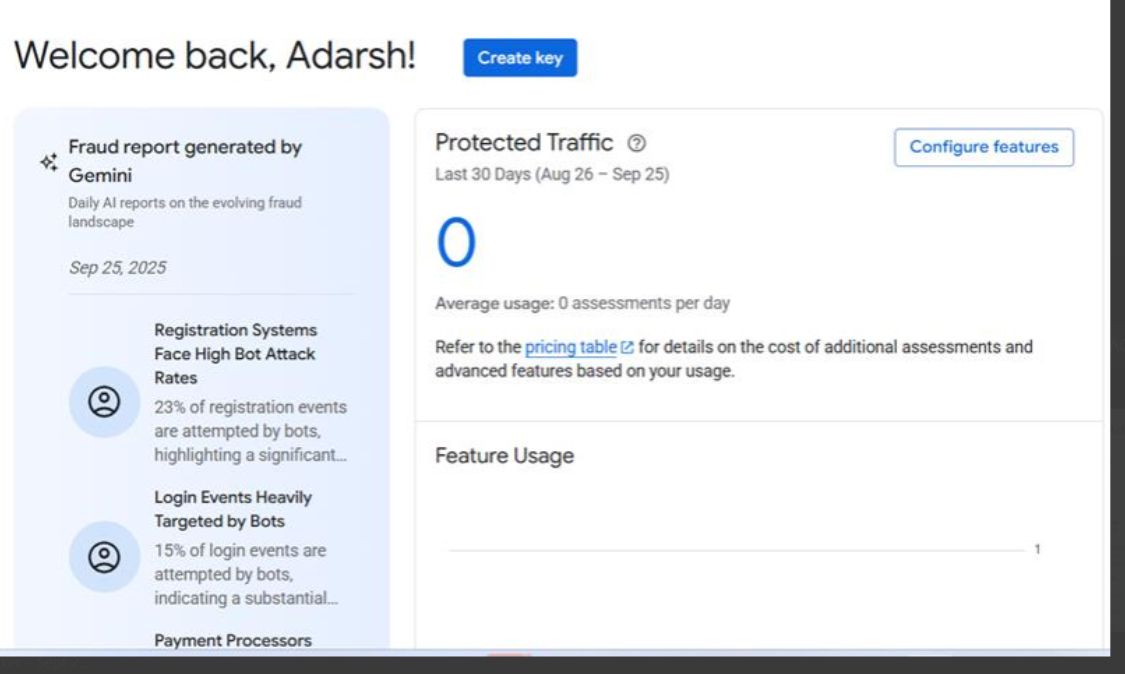 Welcome back, Adarsh!
Create key
Fraud report generated by
Gemini
Daily AI reports on the evolving fraud
landscape
Sep 25, 2025
Registration Systems
Face High Bot Attack
Rates
23% of registration events
are attempted by bots,
highlighting a significant...
Login Events Heavily
Targeted by Bots
15% of login events are
attempted by bots,
indicating a substantial...
Payment Processors
Protected Traffic
Configure features
Last 30 Days (Aug 26 – Sep 25)
0
Average usage: 0 assessments per day
Refer to the pricing table for details on the cost of additional assessments and
advanced features based on your usage.
Feature Usage
1